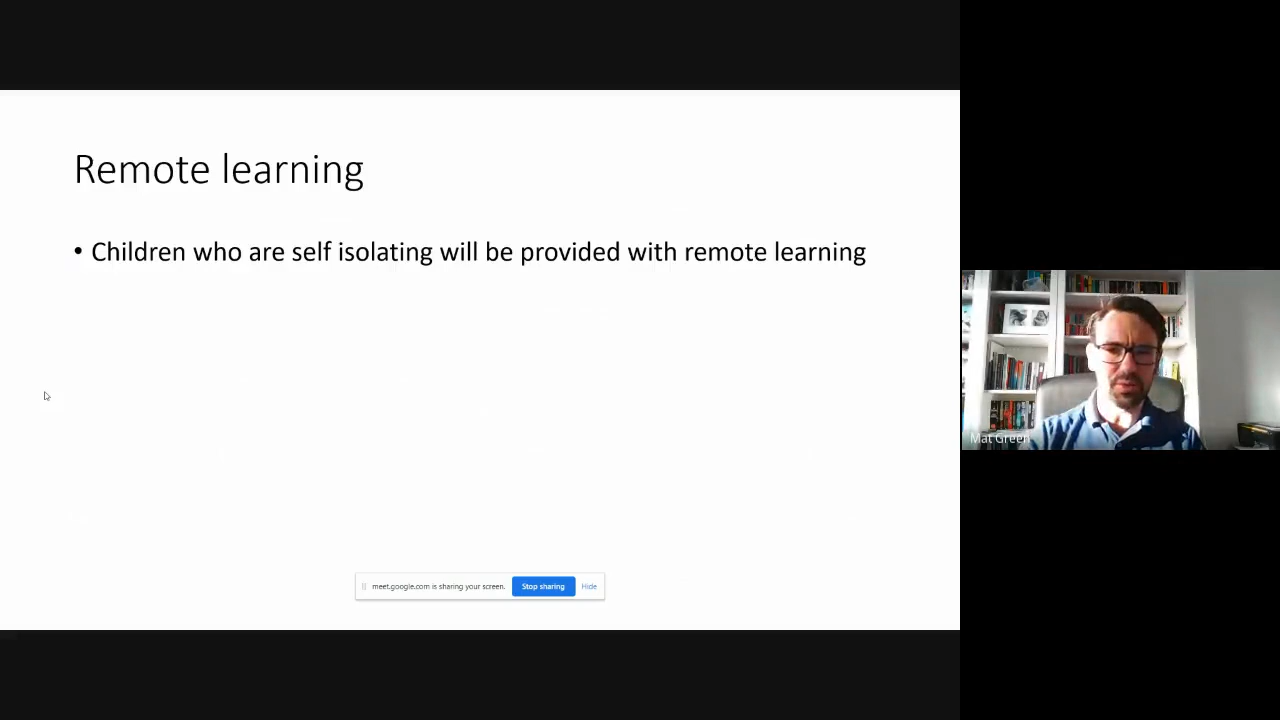 Remote learning
• Children who are self isolating will be provided with remote learning
Mat Green
meet.google.com is sharing your screen. Stop sharing Hide